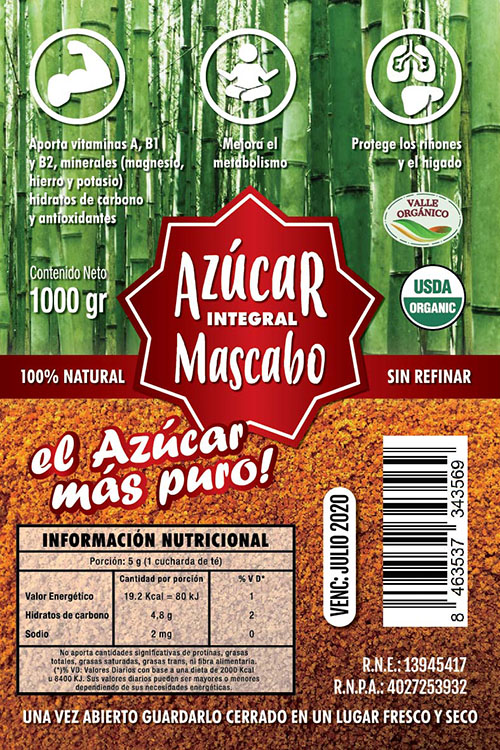 Aporta vitaminas A, B1
y B2, minerales (magnesio,
hierro y potasio)
hidratos de carbono
y antioxidantes
Mejora el
metabolismo
Protege los riñones
y el higado
VALLE
ORGÁNICO
USDA
ORGANIC
Contenido Neto
1000 gr
AZÚCAR
INTEGRAL
Mascabo
100% NATURAL
SIN REFINAR
el Azúcar
más puro!
INFORMACIÓN NUTRICIONAL
Porción: 5 g (1 cucharda de té)
Cantidad por porción
% V D*
Valor Energético 19.2 Kcal = 80 kJ 1
Hidratos de carbono 4,8 g 2
Sodio 2 mg 0
No aporta cantidades significativas de protinas, grasas
totales, grasas saturadas, grasas trans, ni fibra alimentaria.
(*)% VD: Valores Diarios con base a una dieta de 2000 Kcal
u 8400 KJ. Sus valores diarios pueden ser mayores o menores
dependiendo de sus necesidades energéticas.
VENC: JULIO 2020
8 463537 343569
R.N.E.: 13945417
R.N.P.A.: 4027253932
UNA VEZ ABIERTO GUARDARLO CERRADO EN UN LUGAR FRESCO Y SECO